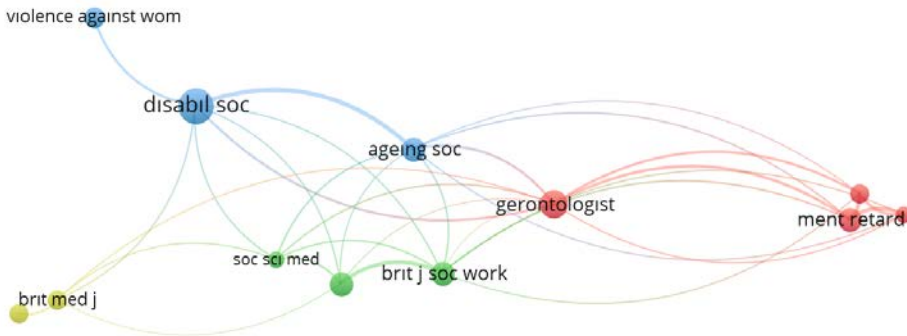 violence against wom
disabil soc
ageing soc
gerontologist
ment retard
soc sci med
brit j soc work
brit med j